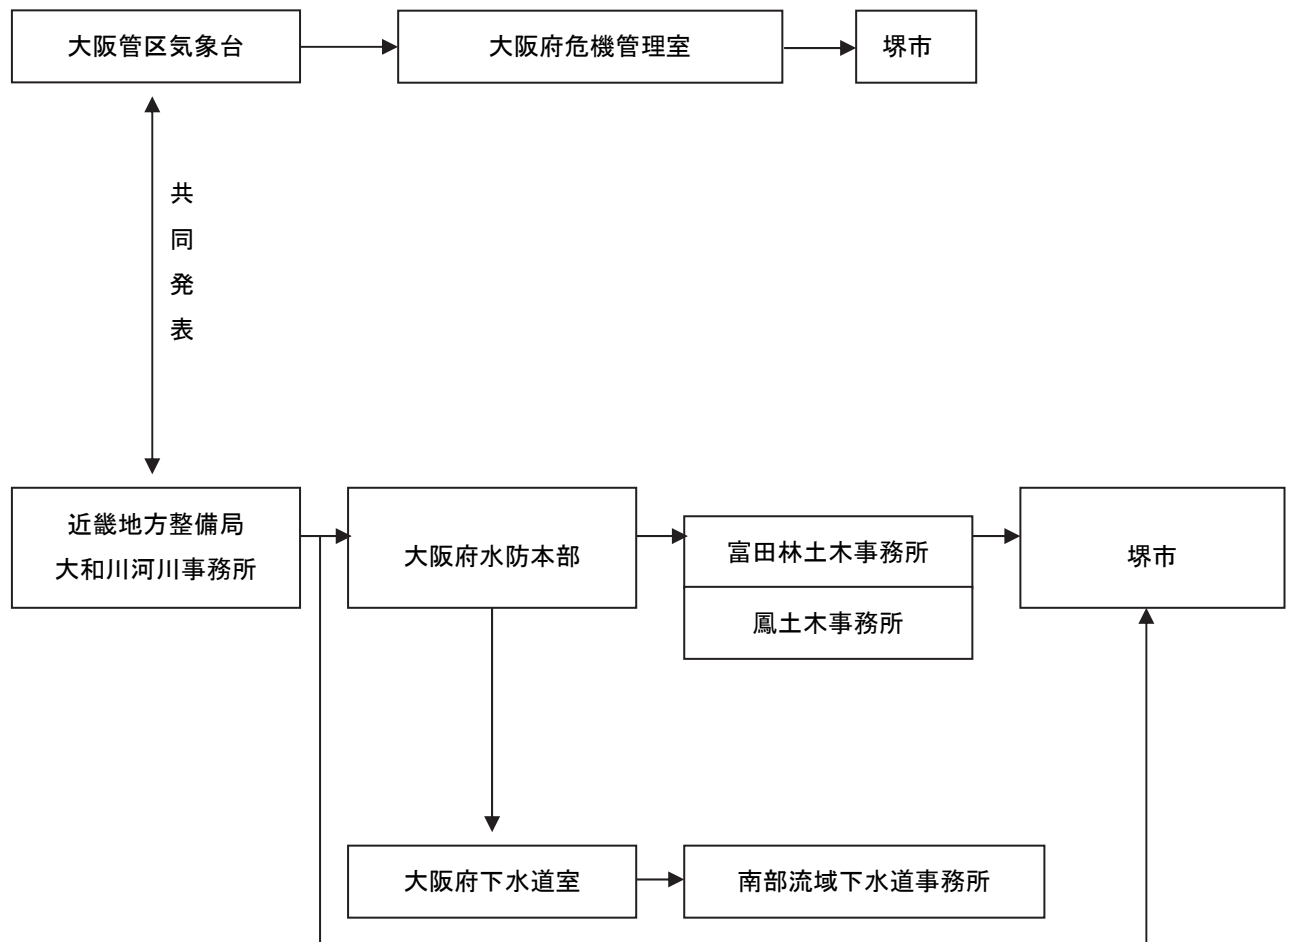 大阪管区気象台
大阪府危機管理室
堺市
共同発表
近畿地方整備局
大和川河川事務所
大阪府水防本部
富田林土木事務所
鳳土木事務所
堺市
大阪府下水道室
南部流域下水道事務所